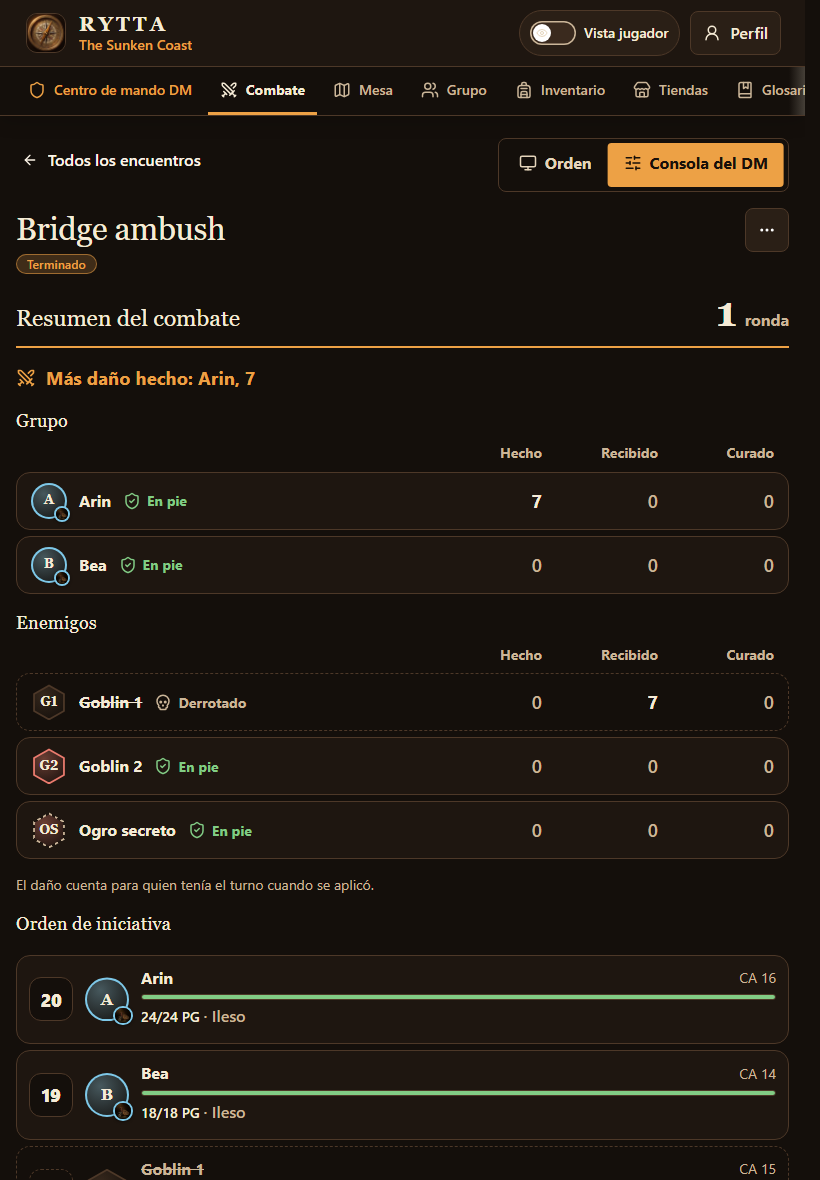 RYTTA
The Sunken Coast
Vista jugador
Perfil
Centro de mando DM
Combate
Mesa
Grupo
Inventario
Tiendas
Glosari
Todos los encuentros
Orden
Consola del DM
Bridge ambush
Terminado
Resumen del combate
1 ronda
Más daño hecho: Arin, 7
Grupo
Hecho Recibido Curado
A Arin En pie 7 0 0
B Bea En pie 0 0 0
Enemigos
Hecho Recibido Curado
G1 Goblin 1 Derrotado 0 7 0
G2 Goblin 2 En pie 0 0 0
OS Ogro secreto En pie 0 0 0
El daño cuenta para quien tenía el turno cuando se aplicó.
Orden de iniciativa
Arin CA 16
20 A
24/24 PG · Ileso
Bea CA 14
19 B
18/18 PG · Ileso
Goblin 1 CA 15